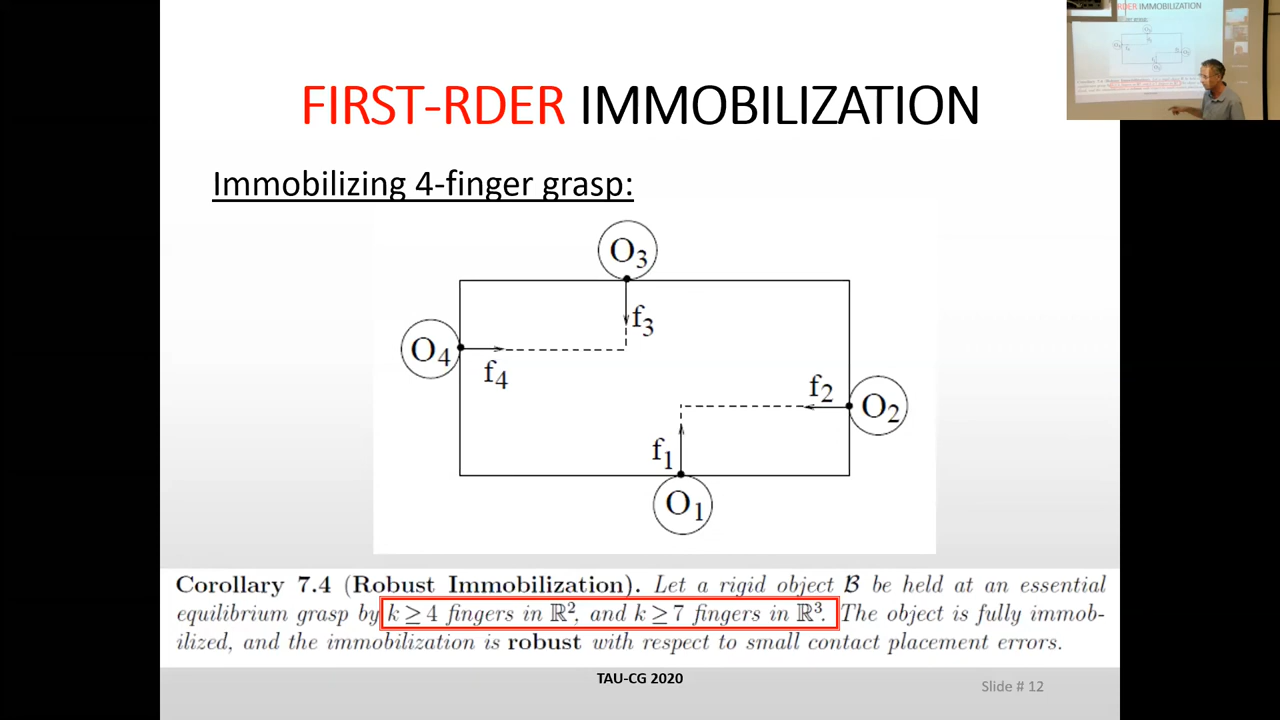 FIRST-RDER IMMOBILIZATION
Immobilizing 4-finger grasp:
O3
f3
O4
f4
f2
O2
f1
O1
Corollary 7.4 (Robust Immobilization). Let a rigid object B be held at an essential
equilibrium grasp by k ≥ 4 fingers in ℝ², and k ≥ 7 fingers in ℝ³. The object is fully immob-
ilized, and the immobilization is robust with respect to small contact placement errors.
TAU-CG 2020
Slide # 12
RDER IMMOBILIZATION